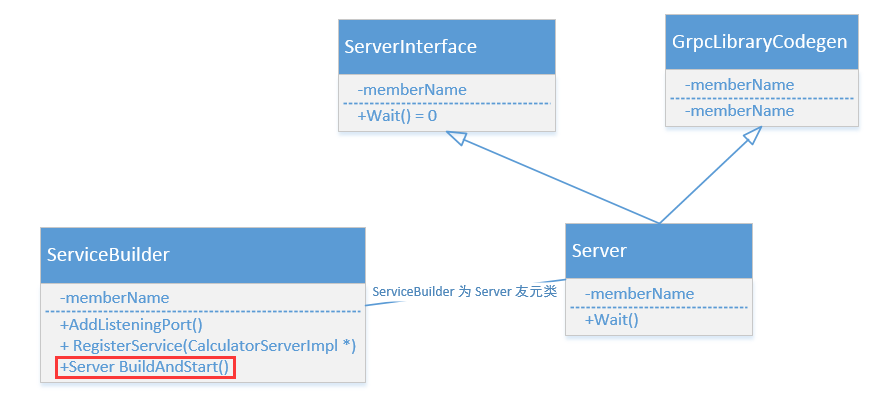 ServerInterface
-memberName
+Wait() = 0
GrpcLibraryCodegen
-memberName
-memberName
ServiceBuilder
-memberName
+AddListeningPort()
+ RegisterService(CalculatorServerImpl *)
+Server BuildAndStart()
ServiceBuilder 为 Server 友元类
Server
-memberName
+Wait()